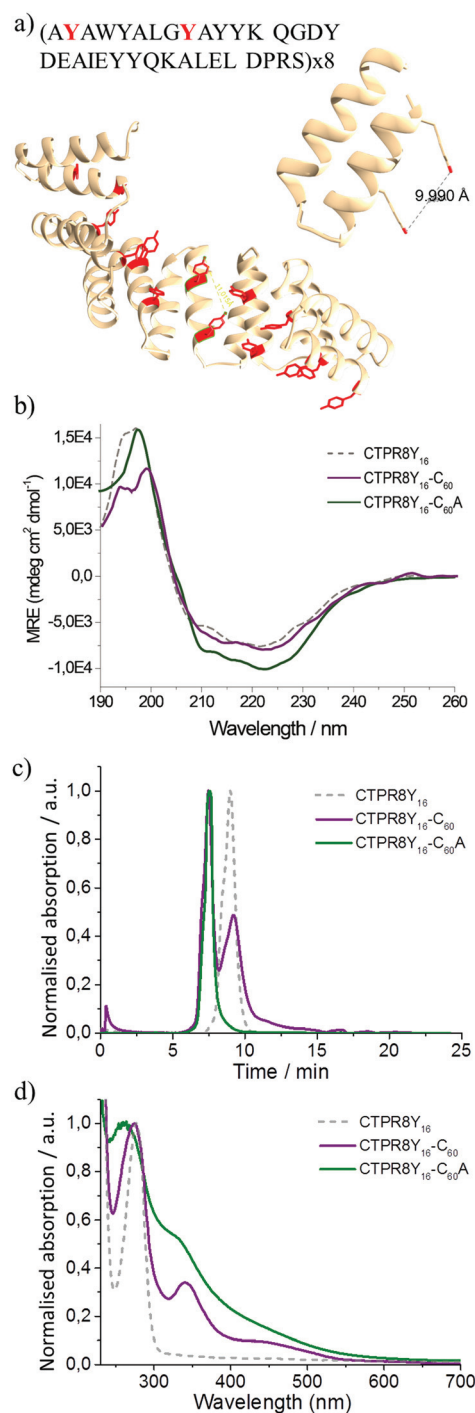 a)
(AYAWYALGYAYYK QGDY
DEAIEYYQKALEL DPRS)x8
9.990 Å
b)
1,5E4
1,0E4
5,0E3
0,0
-5,0E3
-1,0E4
MRE (mdeg cm² dmol⁻¹)
CTPR8Y₁₆
CTPR8Y₁₆-C₆₀
CTPR8Y₁₆-C₆₀A
190 200 210 220 230 240 250 260
Wavelength / nm
c)
1,0
0,8
0,6
0,4
0,2
0,0
Normalised absorption / a.u.
CTPR8Y₁₆
CTPR8Y₁₆-C₆₀
CTPR8Y₁₆-C₆₀A
0 5 10 15 20 25
Time / min
d)
1,0
0,8
0,6
0,4
0,2
0,0
Normalised absorption / a.u.
CTPR8Y₁₆
CTPR8Y₁₆-C₆₀
CTPR8Y₁₆-C₆₀A
300 400 500 600 700
Wavelength (nm)